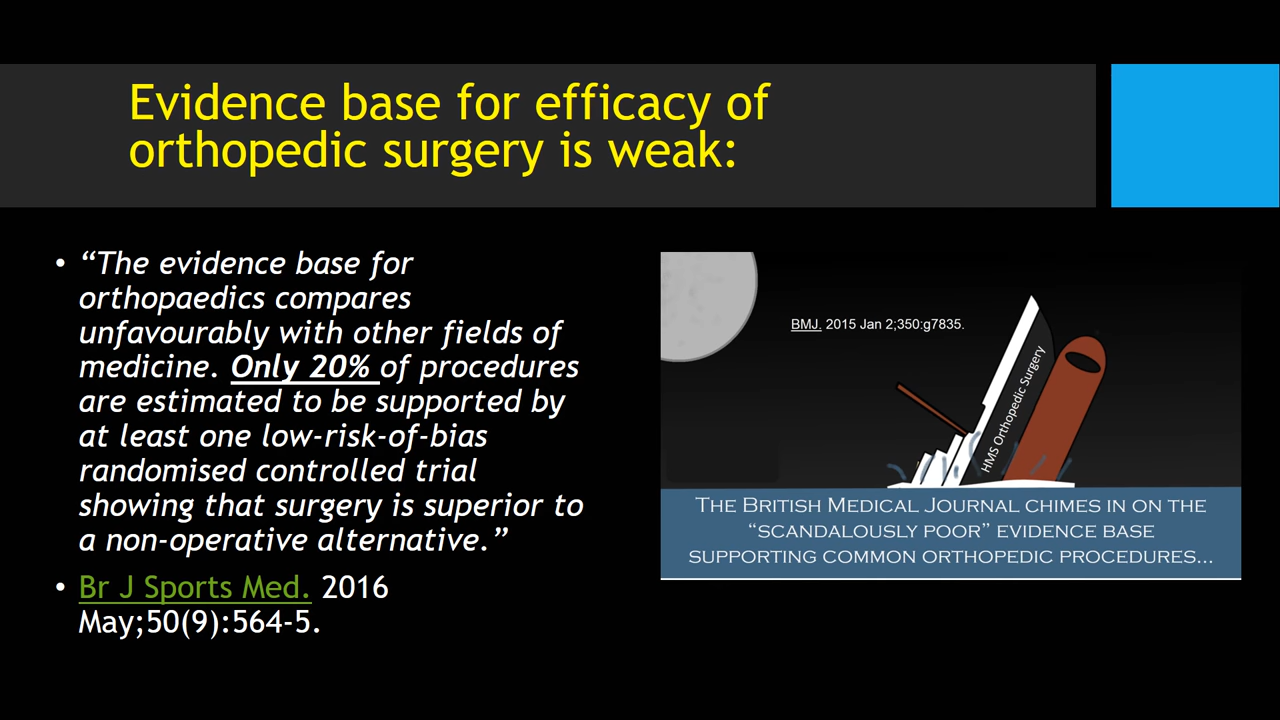 Evidence base for efficacy of
orthopedic surgery is weak:
• “The evidence base for
orthopaedics compares
unfavourably with other fields of
medicine. Only 20% of procedures
are estimated to be supported by
at least one low-risk-of-bias
randomised controlled trial
showing that surgery is superior to
a non-operative alternative.”
• Br J Sports Med. 2016
May;50(9):564-5.
BMJ. 2015 Jan 2;350:g7835.
HMS Orthopedic Surgery
The British Medical Journal chimes in on the
“scandalously poor” evidence base
supporting common orthopedic procedures...